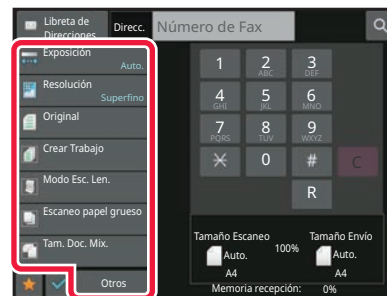 Libreta de
Direcciones
Direcc.
Número de Fax
Exposición
Auto.
Resolución
Superfino
Original
Crear Trabajo
Modo Esc. Len.
Escaneo papel grueso
Tam. Doc. Mix.
Otros
1
2
ABC
3
DEF
4
GHI
5
JKL
6
MNO
7
PQRS
8
TUV
9
WXYZ
0
#
C
R
Tamaño Escaneo
Tamaño Envío
Auto.
100%
Auto.
A4
A4
Memoria recepción: 0%